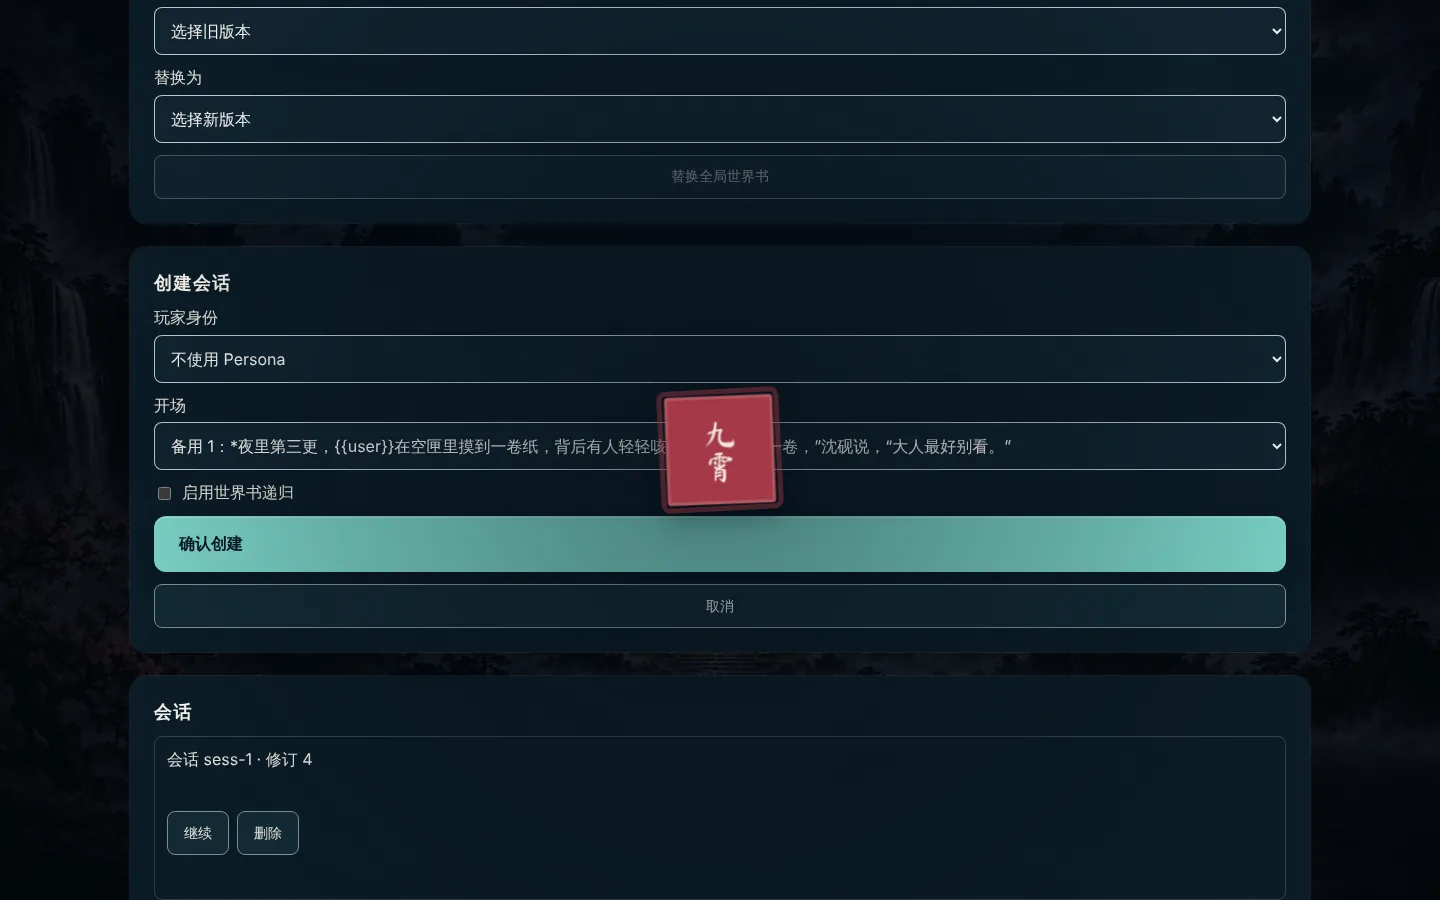 选择旧版本
替换为
选择新版本
替换全局世界书
创建会话
玩家身份
不使用 Persona
开场
备用 1：*夜里第三更，{{user}}在空匣里摸到一卷纸，背后有人轻轻咳
一卷，”沈砚说，“大人最好别看。”
九霄
启用世界书递归
确认创建
取消
会话
会话 sess-1 · 修订 4
继续
删除